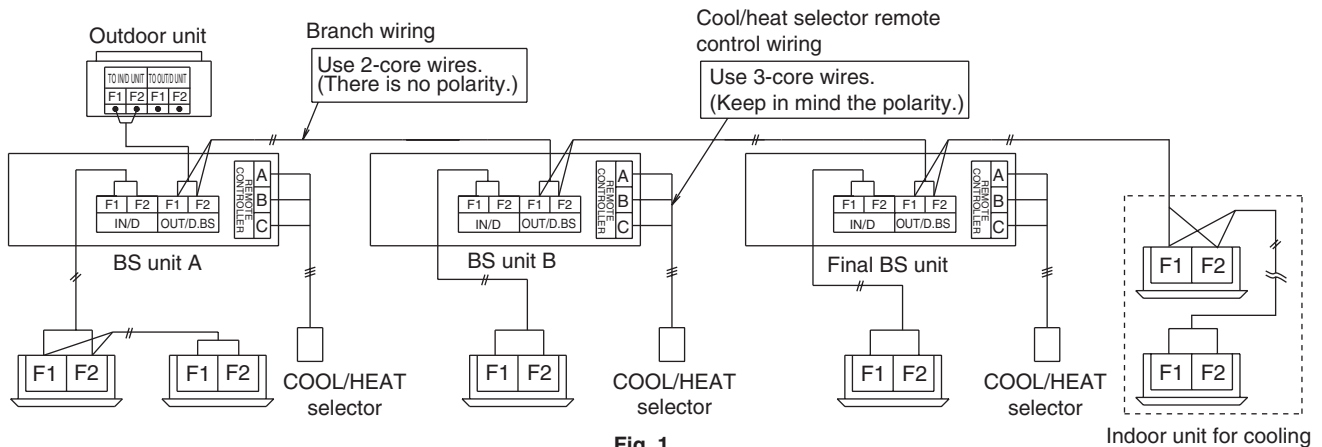 Outdoor unit
TO IN/D UNIT TO OUT/D UNIT
F1 F2 F1 F2
Branch wiring
Use 2-core wires.
(There is no polarity.)
Cool/heat selector remote
control wiring
Use 3-core wires.
(Keep in mind the polarity.)
F1 F2 F1 F2
IN/D OUT/D.BS
REMOTE
CONTROLLER
A
B
C
BS unit A
F1 F2 F1 F2
IN/D OUT/D.BS
REMOTE
CONTROLLER
A
B
C
BS unit B
F1 F2 F1 F2
IN/D OUT/D.BS
REMOTE
CONTROLLER
A
B
C
Final BS unit
F1 F2
F1 F2
F1 F2
COOL/HEAT
selector
F1 F2
COOL/HEAT
selector
F1 F2
COOL/HEAT
selector
F1 F2
Indoor unit for cooling
Fig. 1